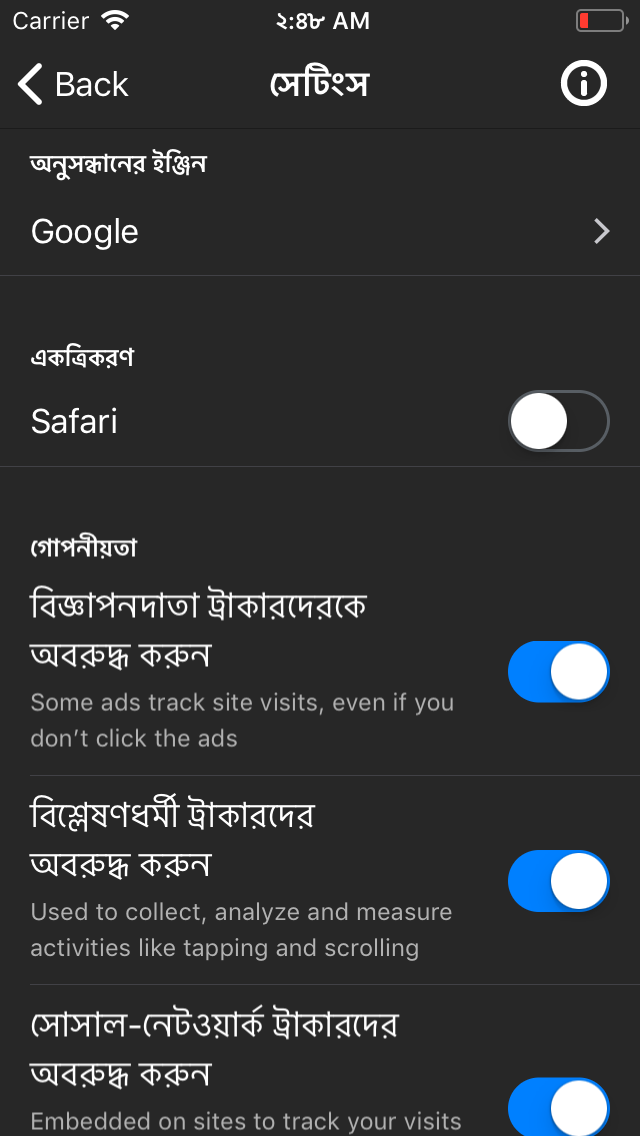 Carrier ২:৪৮ AM
Back সেটিংস
অনুসন্ধানের ইঞ্জিন
Google
একত্রিকরণ
Safari
গোপনীয়তা
বিজ্ঞাপনদাতা ট্রাকারদেরকে
অবরুদ্ধ করুন
Some ads track site visits, even if you
don’t click the ads
বিশ্লেষণধর্মী ট্রাকারদের
অবরুদ্ধ করুন
Used to collect, analyze and measure
activities like tapping and scrolling
সোসাল-নেটওয়ার্ক ট্রাকারদের
অবরুদ্ধ করুন
Embedded on sites to track your visits